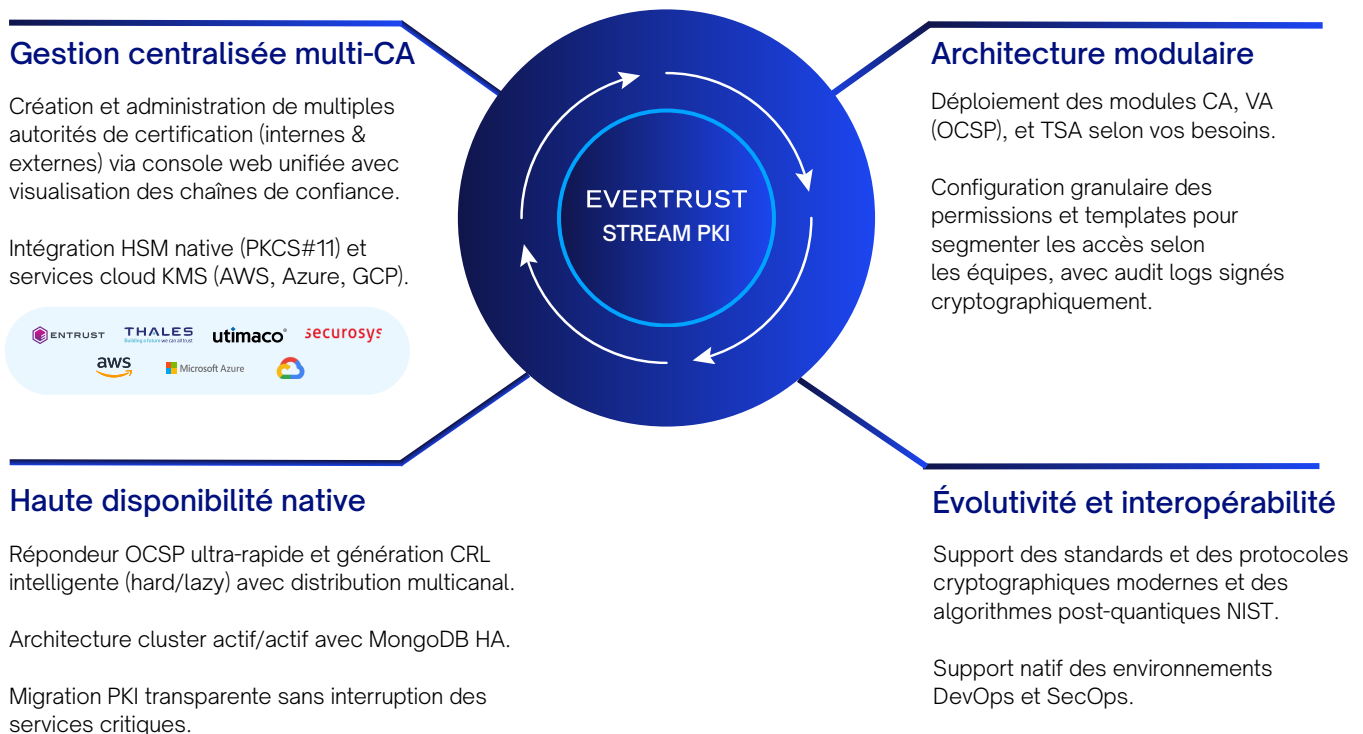 Gestion centralisée multi-CA
Création et administration de multiples
autorités de certification (internes &
externes) via console web unifiée avec
visualisation des chaînes de confiance.
Intégration HSM native (PKCS#11) et
services cloud KMS (AWS, Azure, GCP).
ENTRUST
THALES
Building a future we can all trust
utimaco®
securosys
aws
Microsoft Azure
EVERTRUST
STREAM PKI
Architecture modulaire
Déploiement des modules CA, VA
(OCSP), et TSA selon vos besoins.
Configuration granulaire des
permissions et templates pour
segmenter les accès selon
les équipes, avec audit logs signés
cryptographiquement.
Haute disponibilité native
Répondeur OCSP ultra-rapide et génération CRL
intelligente (hard/lazy) avec distribution multicanal.
Architecture cluster actif/actif avec MongoDB HA.
Migration PKI transparente sans interruption des
services critiques.
Évolutivité et interopérabilité
Support des standards et des protocoles
cryptographiques modernes et des
algorithmes post-quantiques NIST.
Support natif des environnements
DevOps et SecOps.